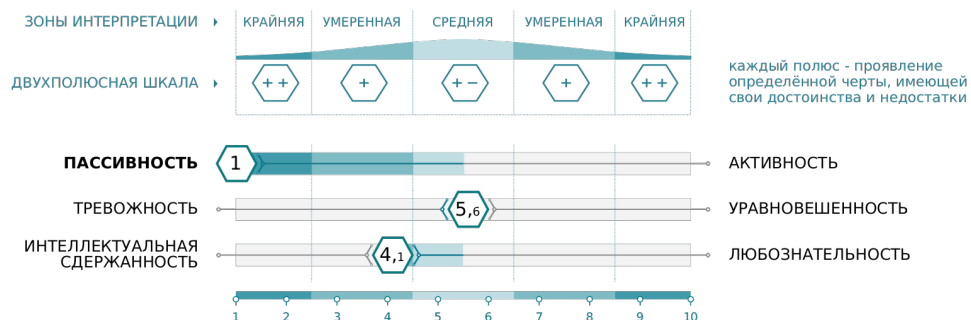 ЗОНЫ ИНТЕРПРЕТАЦИИ
КРАЙНЯЯ
УМЕРЕННАЯ
СРЕДНЯЯ
УМЕРЕННАЯ
КРАЙНЯЯ
ДВУХПОЛЮСНАЯ ШКАЛА
++
+
+−
+
++
каждый полюс - проявление
определённой черты, имеющей
свои достоинства и недостатки
ПАССИВНОСТЬ
1
АКТИВНОСТЬ
ТРЕВОЖНОСТЬ
5,6
УРАВНОВЕШЕННОСТЬ
ИНТЕЛЛЕКТУАЛЬНАЯ
СДЕРЖАННОСТЬ
4,1
ЛЮБОЗНАТЕЛЬНОСТЬ
1 2 3 4 5 6 7 8 9 10